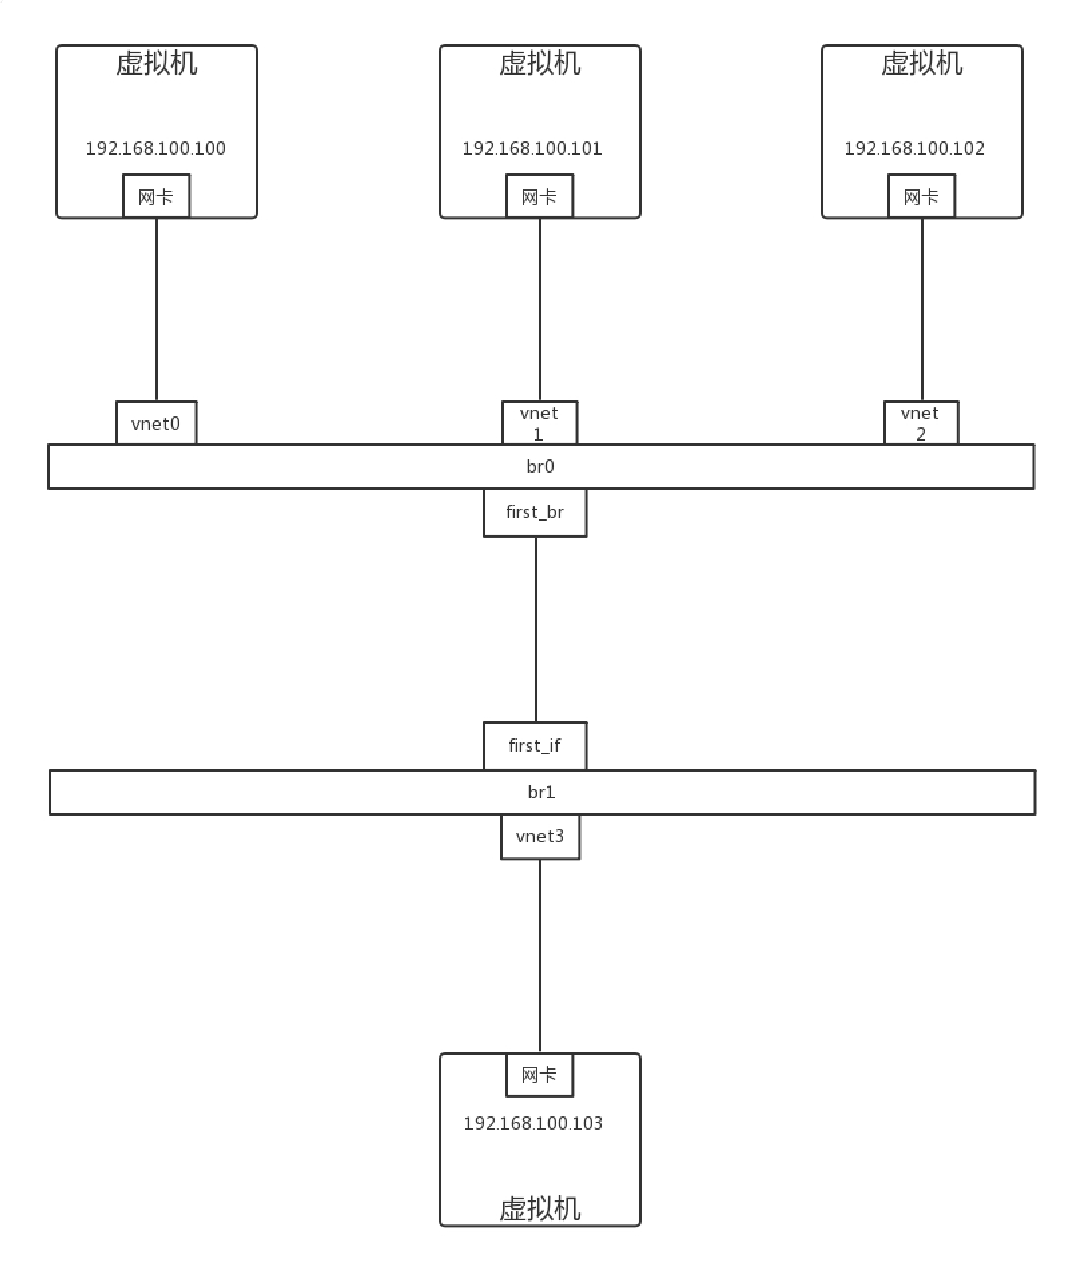 虚拟机
虚拟机
虚拟机
192.168.100.100
192.168.100.101
192.168.100.102
网卡
网卡
网卡
vnet0
vnet
1
vnet
2
br0
first_br
first_if
br1
vnet3
网卡
192.168.100.103
虚拟机